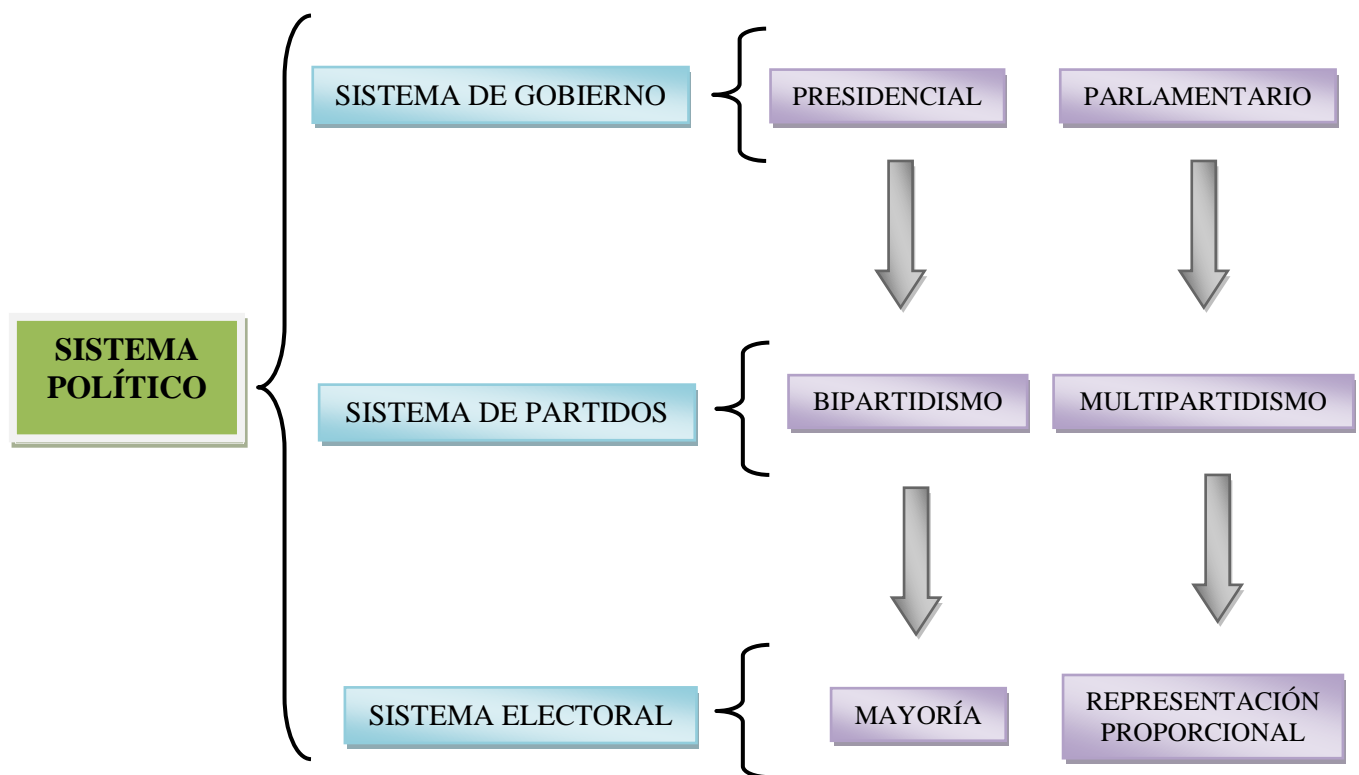 SISTEMA DE GOBIERNO
PRESIDENCIAL
PARLAMENTARIO
SISTEMA
POLÍTICO
SISTEMA DE PARTIDOS
BIPARTIDISMO
MULTIPARTIDISMO
SISTEMA ELECTORAL
MAYORÍA
REPRESENTACIÓN
PROPORCIONAL